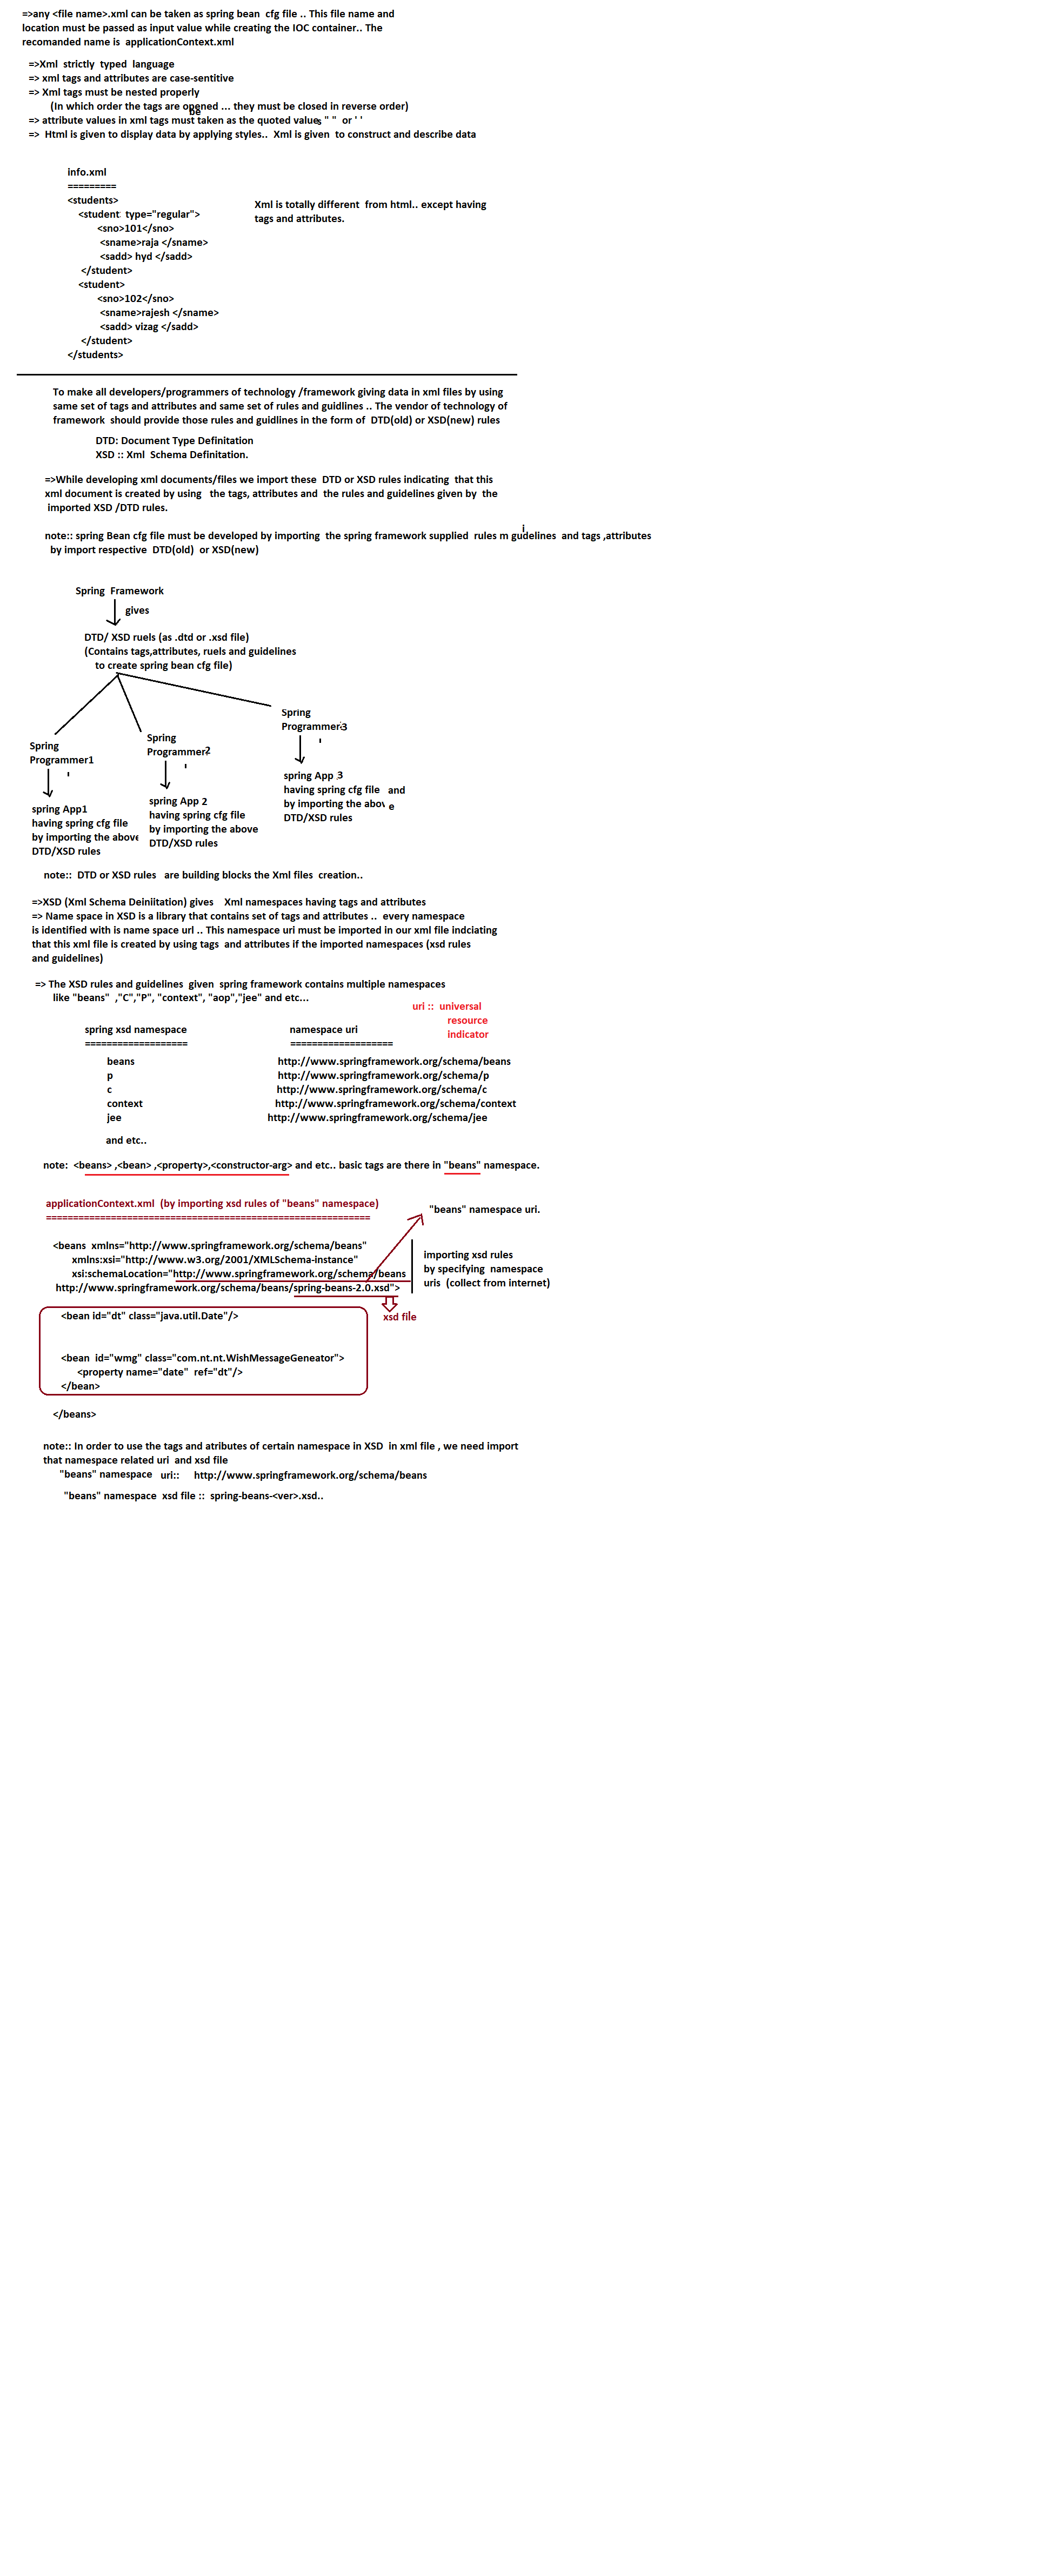 =>any <file name>.xml can be taken as spring bean  cfg file .. This file name and
location must be passed as input value while creating the IOC container.. The
recomanded name is  applicationContext.xml
=>Xml  strictly  typed  language
=> xml tags and attributes are case-sentitive
=> Xml tags must be nested properly
(In which order the tags are opened ... they must be closed in reverse order)
be
=> attribute values in xml tags must taken as the quoted values " "  or ' '
=>  Html is given to display data by applying styles..  Xml is given  to construct and describe data
info.xml
=========
<students>
<student  type="regular">
<sno>101</sno>
<sname>raja </sname>
<sadd> hyd </sadd>
</student>
<student>
<sno>102</sno>
<sname>rajesh </sname>
<sadd> vizag </sadd>
</student>
</students>
Xml is totally different  from html.. except having
tags and attributes.
To make all developers/programmers of technology /framework giving data in xml files by using
same set of tags and attributes and same set of rules and guidlines .. The vendor of technology of
framework  should provide those rules and guidlines in the form of  DTD(old) or XSD(new) rules
DTD: Document Type Definitation
XSD :: Xml  Schema Definitation.
=>While developing xml documents/files we import these  DTD or XSD rules indicating  that this
xml document is created by using   the tags, attributes and  the rules and guidelines given by  the
imported XSD /DTD rules.
i
note:: spring Bean cfg file must be developed by importing  the spring framework supplied  rules m gudelines  and tags ,attributes
by import respective  DTD(old)  or XSD(new)
Spring  Framework
gives
DTD/ XSD ruels (as .dtd or .xsd file)
(Contains tags,attributes, ruels and guidelines
to create spring bean cfg file)
Spring
Programmer1
spring App1
having spring cfg file
by importing the above
DTD/XSD rules
Spring
Programmer2
spring App 2
having spring cfg file
by importing the above
DTD/XSD rules
Spring
Programmer3
spring App 3
having spring cfg file  and
by importing the above
DTD/XSD rules
note::  DTD or XSD rules   are building blocks the Xml files  creation..
=>XSD (Xml Schema Deiniitation) gives    Xml namespaces having tags and attributes
=> Name space in XSD is a library that contains set of tags and attributes ..  every namespace
is identified with is name space url .. This namespace uri must be imported in our xml file indciating
that this xml file is created by using tags  and attributes if the imported namespaces (xsd rules
and guidelines)
=> The XSD rules and guidelines  given  spring framework contains multiple namespaces
like "beans"  ,"C","P", "context", "aop","jee" and etc...
uri ::  universal
resource
indicator
spring xsd namespace
===================
beans
p
c
context
jee
and etc..
namespace uri
===================
http://www.springframework.org/schema/beans
http://www.springframework.org/schema/p
http://www.springframework.org/schema/c
http://www.springframework.org/schema/context
http://www.springframework.org/schema/jee
note:  <beans> ,<bean> ,<property>,<constructor-arg> and etc.. basic tags are there in "beans" namespace.
applicationContext.xml  (by importing xsd rules of "beans" namespace)
============================================================
"beans" namespace uri.
<beans  xmlns="http://www.springframework.org/schema/beans"
xmlns:xsi="http://www.w3.org/2001/XMLSchema-instance"
xsi:schemaLocation="http://www.springframework.org/schema/beans
http://www.springframework.org/schema/beans/spring-beans-2.0.xsd">
importing xsd rules
by specifying  namespace
uris  (collect from internet)
xsd file
<bean id="dt" class="java.util.Date"/>
<bean  id="wmg" class="com.nt.nt.WishMessageGeneator">
<property name="date"  ref="dt"/>
</bean>
</beans>
note:: In order to use the tags and atributes of certain namespace in XSD  in xml file , we need import
that namespace related uri  and xsd file
"beans" namespace   uri::     http://www.springframework.org/schema/beans
"beans" namespace  xsd file ::  spring-beans-<ver>.xsd..